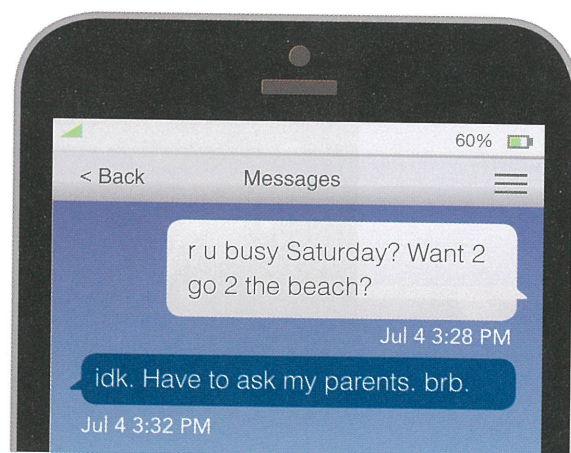 60%
< Back Messages
r u busy Saturday? Want 2
go 2 the beach?
Jul 4 3:28 PM
idk. Have to ask my parents. brb.
Jul 4 3:32 PM